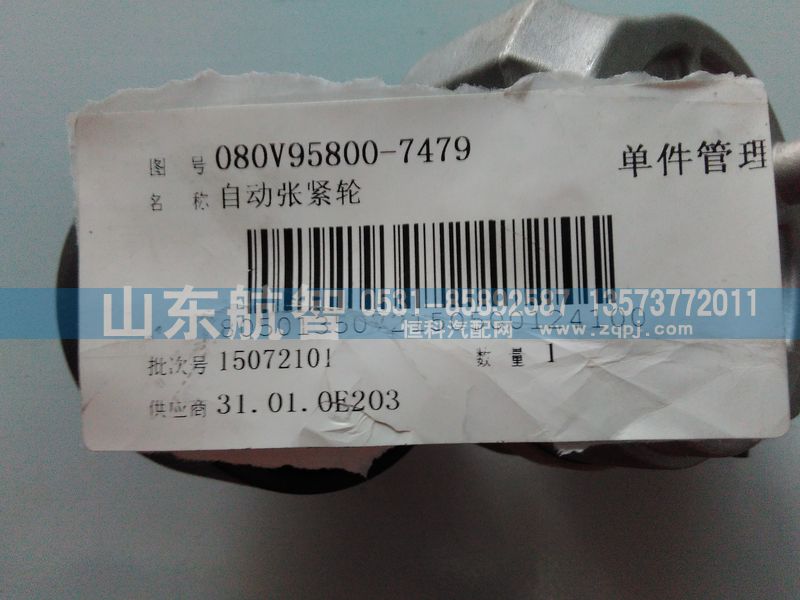 图 号 080V95800-7479
单件管理
名 称 自动张紧轮
山东航智 0531-85892587 13573772011
恒科汽配网 www.zqpj.com
批次号 15072101
数 量 1
供应商 31.01.0E203